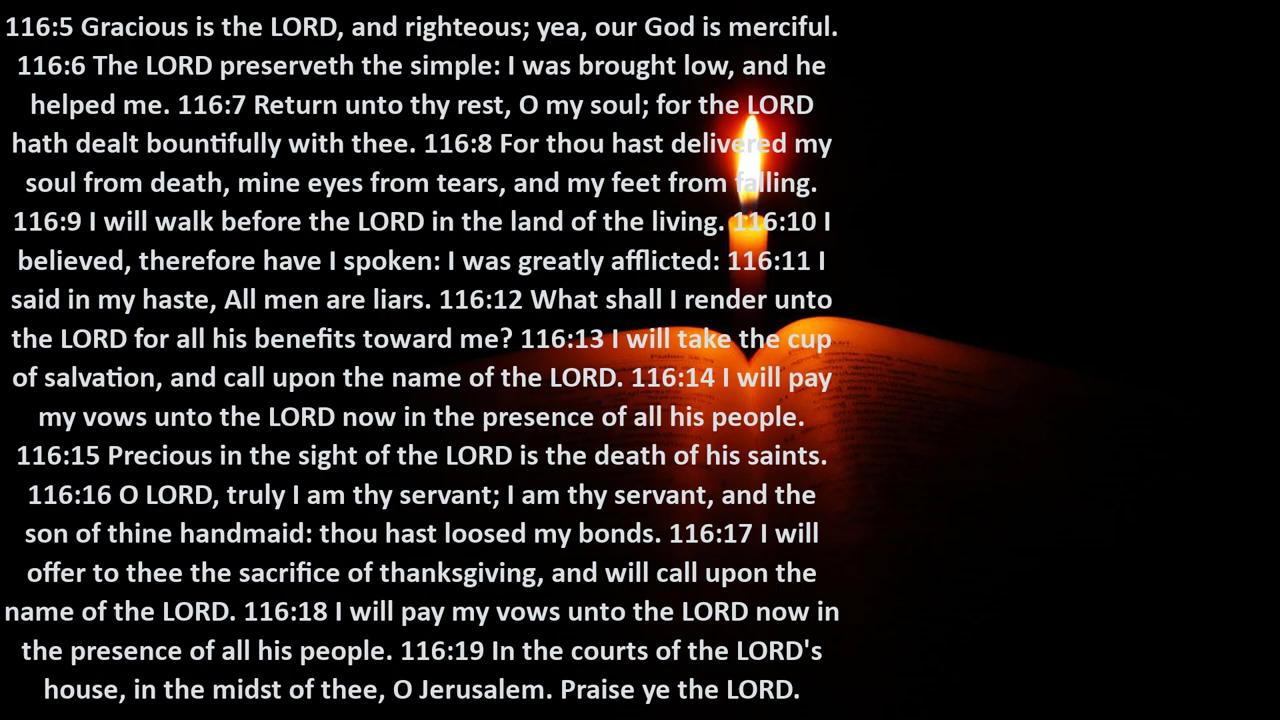 116:5 Gracious is the LORD, and righteous; yea, our God is merciful.
116:6 The LORD preserveth the simple: I was brought low, and he
helped me. 116:7 Return unto thy rest, O my soul; for the LORD
hath dealt bountifully with thee. 116:8 For thou hast delivered my
soul from death, mine eyes from tears, and my feet from falling.
116:9 I will walk before the LORD in the land of the living. 116:10 I
believed, therefore have I spoken: I was greatly afflicted: 116:11 I
said in my haste, All men are liars. 116:12 What shall I render unto
the LORD for all his benefits toward me? 116:13 I will take the cup
of salvation, and call upon the name of the LORD. 116:14 I will pay
my vows unto the LORD now in the presence of all his people.
116:15 Precious in the sight of the LORD is the death of his saints.
116:16 O LORD, truly I am thy servant; I am thy servant, and the
son of thine handmaid: thou hast loosed my bonds. 116:17 I will
offer to thee the sacrifice of thanksgiving, and will call upon the
name of the LORD. 116:18 I will pay my vows unto the LORD now in
the presence of all his people. 116:19 In the courts of the LORD's
house, in the midst of thee, O Jerusalem. Praise ye the LORD.